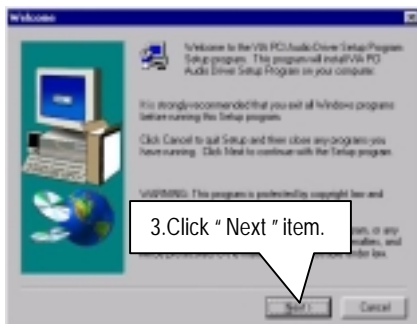 Welcome
Welcome to the VIA PCI Audio Driver Setup Program
Setup program. This program will install VIA PCI
Audio Driver Setup Program on your computer.
It is strongly recommended that you exit all Windows programs
before running this Setup program.
Click Cancel to quit Setup and then close any programs you
have running. Click Next to continue with the Setup program.
WARNING: This program is protected by copyright law and
3.Click " Next " item.
under law.
Next >
Cancel